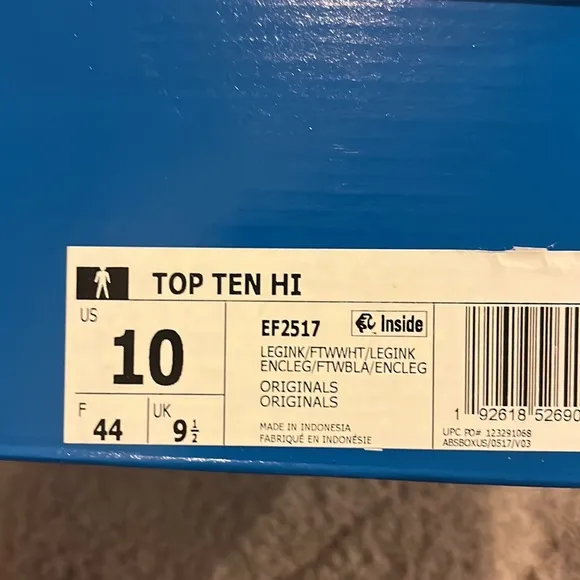 TOP TEN HI
US
10
F
44
UK
9 1/2
EF2517
Inside
LEGINK/FTWWHT/LEGINK
ENCLEG/FTWBLA/ENCLEG
ORIGINALS
ORIGINALS
MADE IN INDONESIA
FABRIQUÉ EN INDONÉSIE
1 92618 52690
UPC PO# 123291068
ABSBOXUS/0517/V03